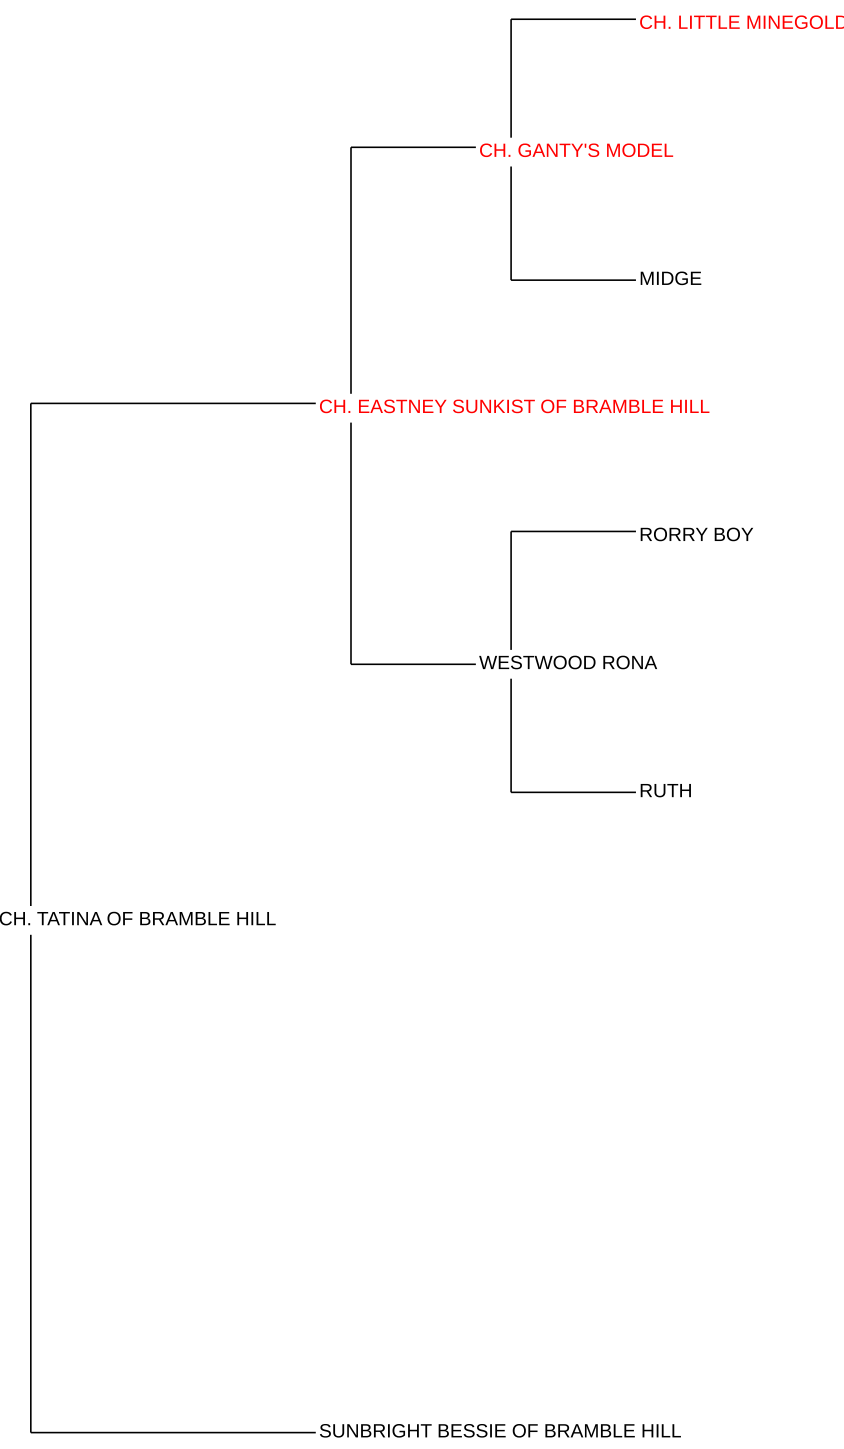 CH. LITTLE MINEGOLD
CH. GANTY'S MODEL
MIDGE
CH. EASTNEY SUNKIST OF BRAMBLE HILL
RORRY BOY
WESTWOOD RONA
RUTH
CH. TATINA OF BRAMBLE HILL
SUNBRIGHT BESSIE OF BRAMBLE HILL